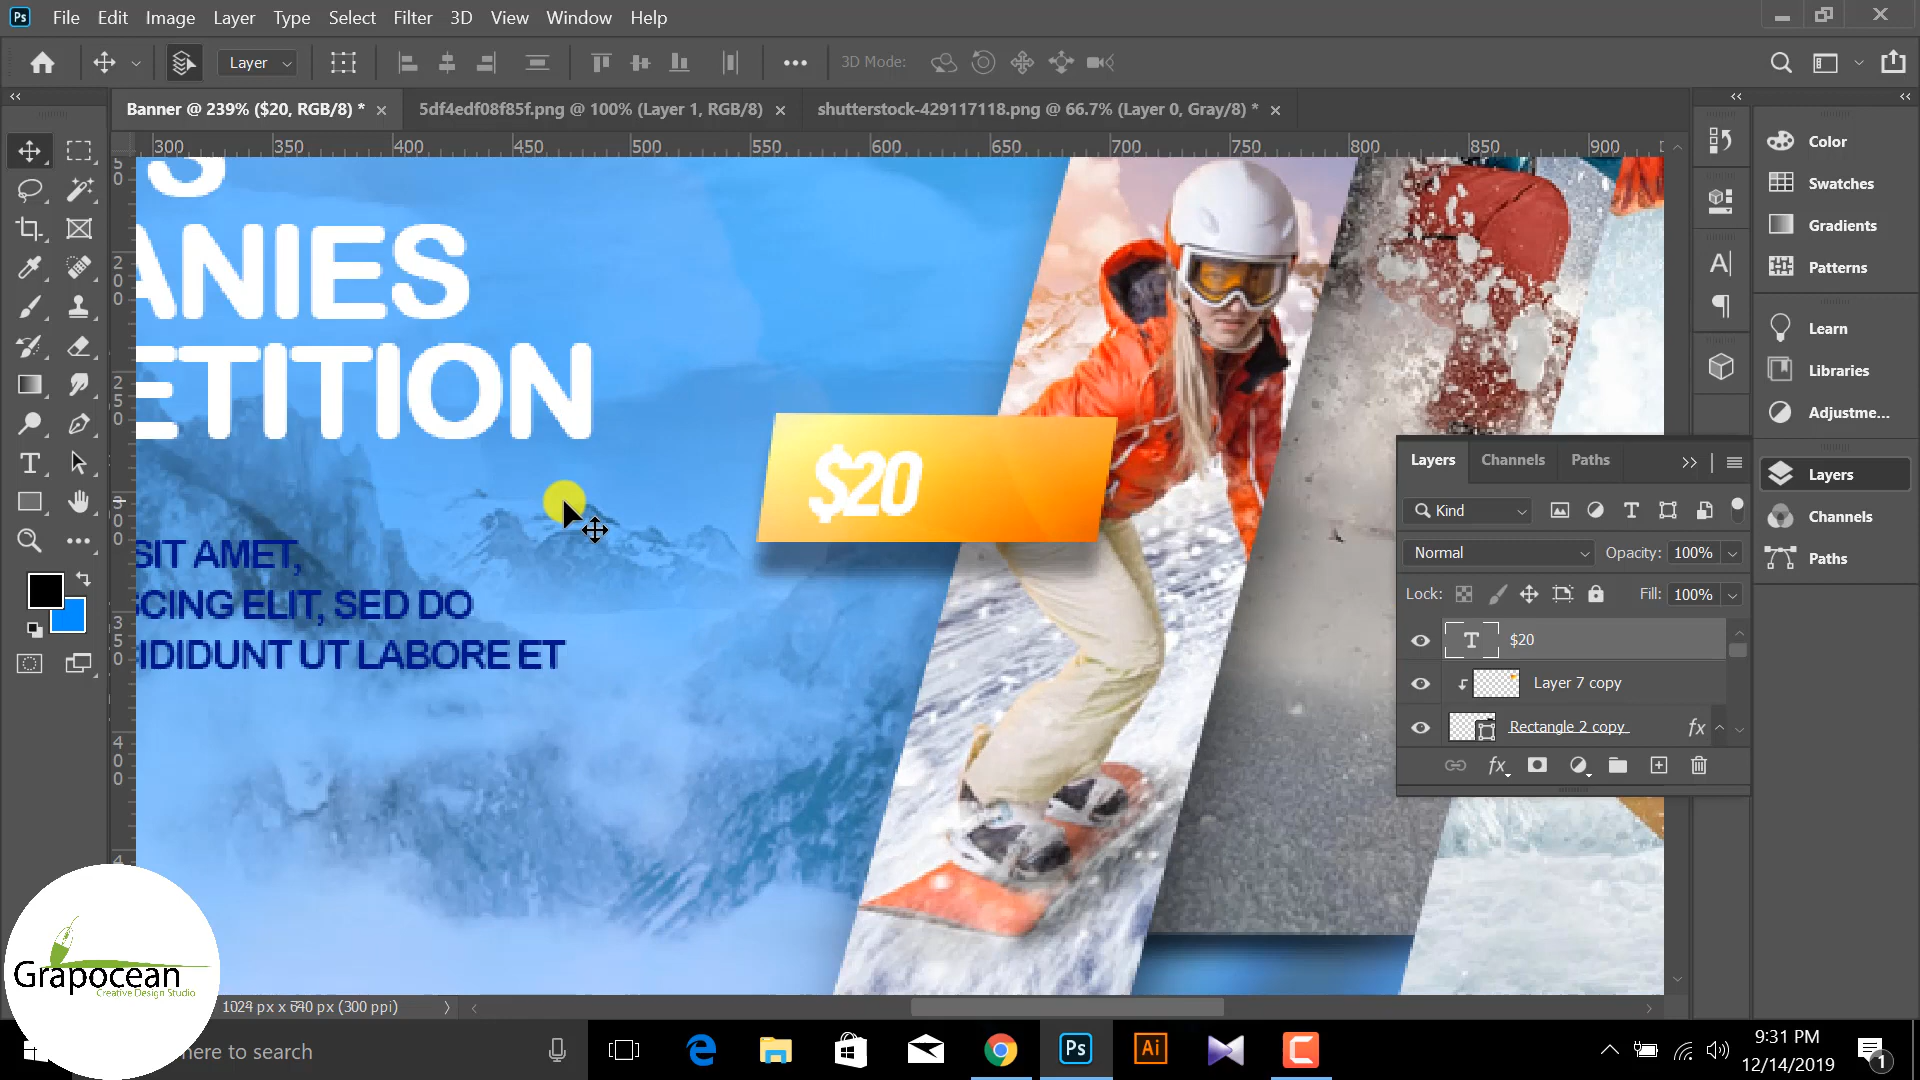 Ps File Edit Image Layer Type Select Filter 3D View Window Help
Layer 3D Mode:
Banner @ 239% ($20, RGB/8) * 5df4edf08f85f.png @ 100% (Layer 1, RGB/8) shutterstock-429117118.png @ 66.7% (Layer 0, Gray/8) *
300 350 400 450 500 550 600 650 700 750 800 850 900
ANIES
ETITION
$20
SIT AMET,
SCING ELIT, SED DO
IDIDUNT UT LABORE ET
Color
Swatches
Gradients
Patterns
Learn
Libraries
Adjustme...
Layers
Channels
Paths
Layers Channels Paths
Kind
Normal Opacity: 100%
Lock: Fill: 100%
$20
Layer 7 copy
Rectangle 2 copy fx
fx
1024 px x 640 px (300 ppi)
Grapocean
Creative Design Studio
here to search
Ps Ai
9:31 PM
12/14/2019
1